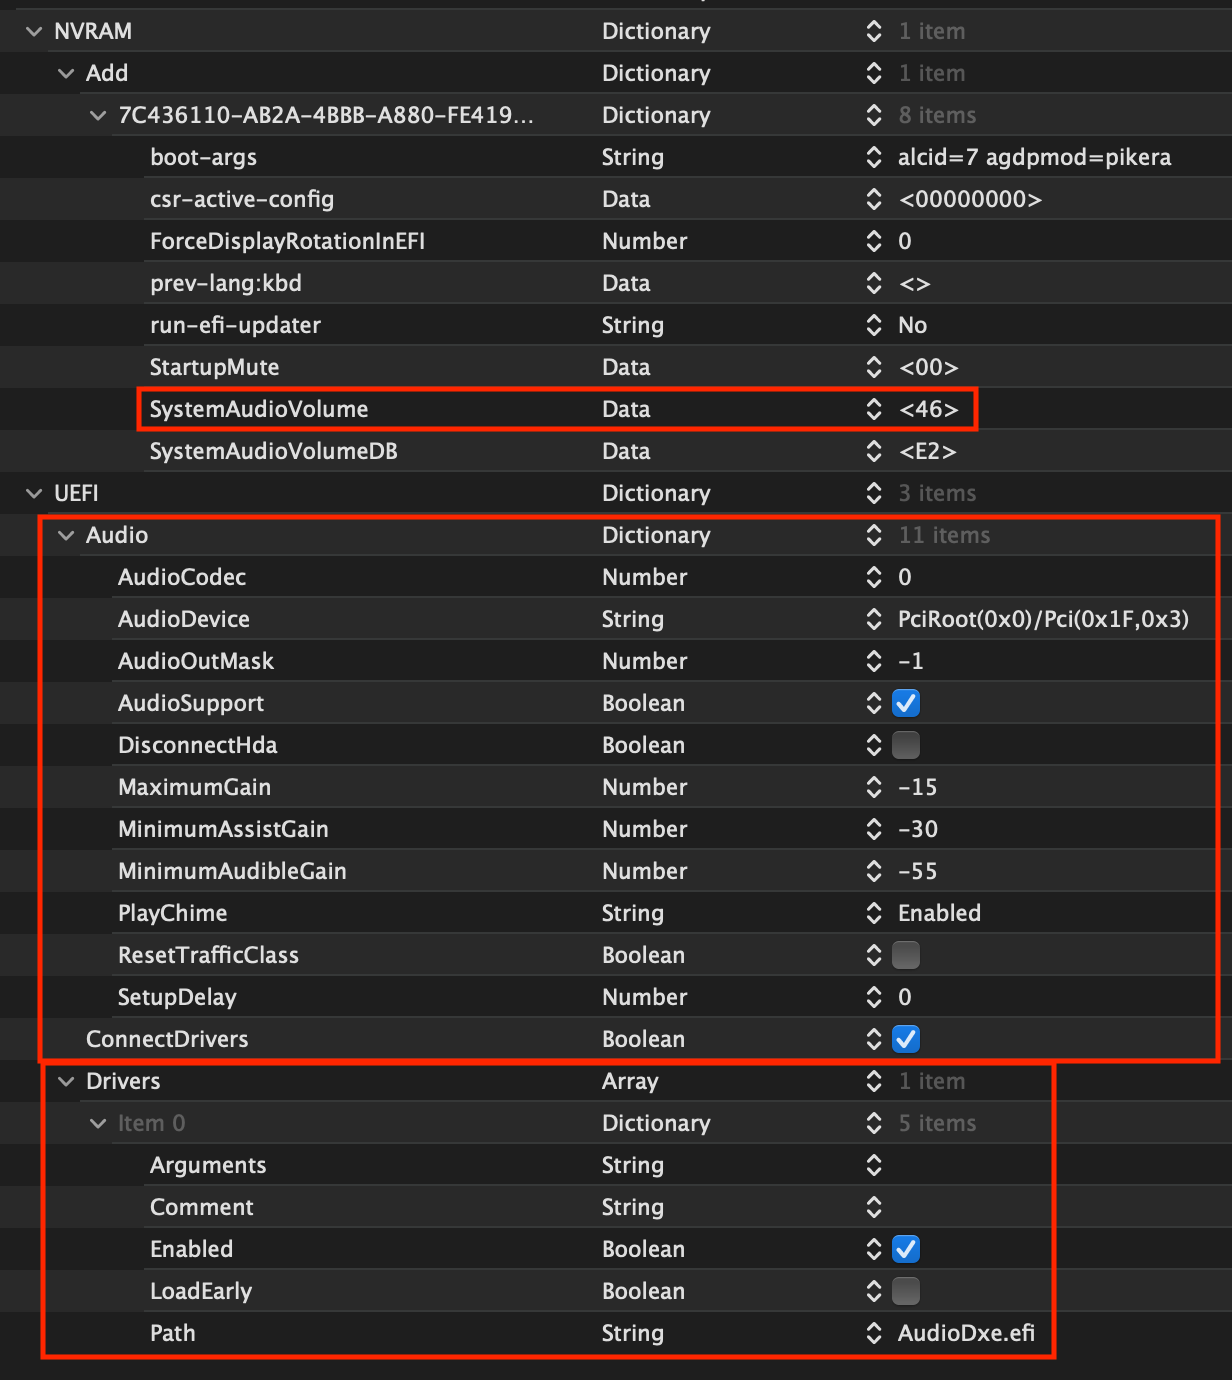 NVRAM Dictionary 1 item
Add Dictionary 1 item
7C436110-AB2A-4BBB-A880-FE419... Dictionary 8 items
boot-args String alcid=7 agdpmod=pikera
csr-active-config Data <00000000>
ForceDisplayRotationInEFI Number 0
prev-lang:kbd Data <>
run-efi-updater String No
StartupMute Data <00>
SystemAudioVolume Data <46>
SystemAudioVolumeDB Data <E2>
UEFI Dictionary 3 items
Audio Dictionary 11 items
AudioCodec Number 0
AudioDevice String PciRoot(0x0)/Pci(0x1F,0x3)
AudioOutMask Number -1
AudioSupport Boolean
DisconnectHda Boolean
MaximumGain Number -15
MinimumAssistGain Number -30
MinimumAudibleGain Number -55
PlayChime String Enabled
ResetTrafficClass Boolean
SetupDelay Number 0
ConnectDrivers Boolean
Drivers Array 1 item
Item 0 Dictionary 5 items
Arguments String
Comment String
Enabled Boolean
LoadEarly Boolean
Path String AudioDxe.efi